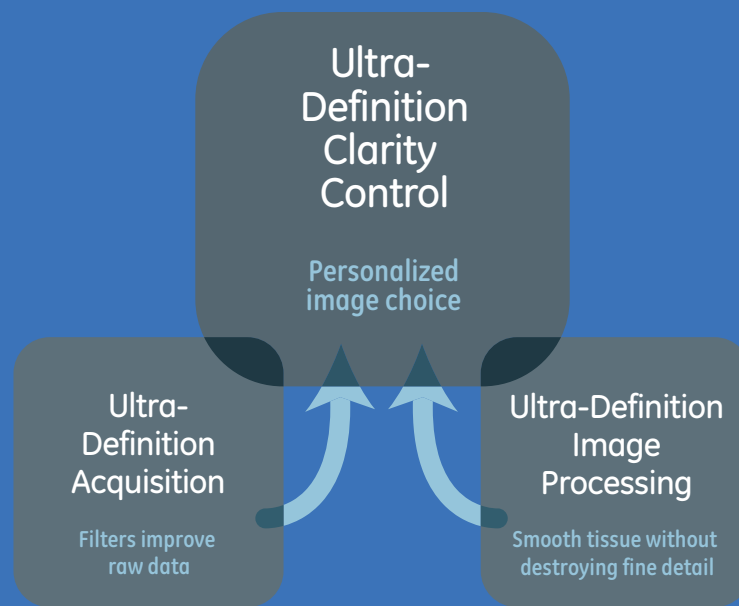 Ultra-
Definition
Clarity
Control
Personalized
image choice
Ultra-
Definition
Acquisition
Filters improve
raw data
Ultra-Definition
Image
Processing
Smooth tissue without
destroying fine detail